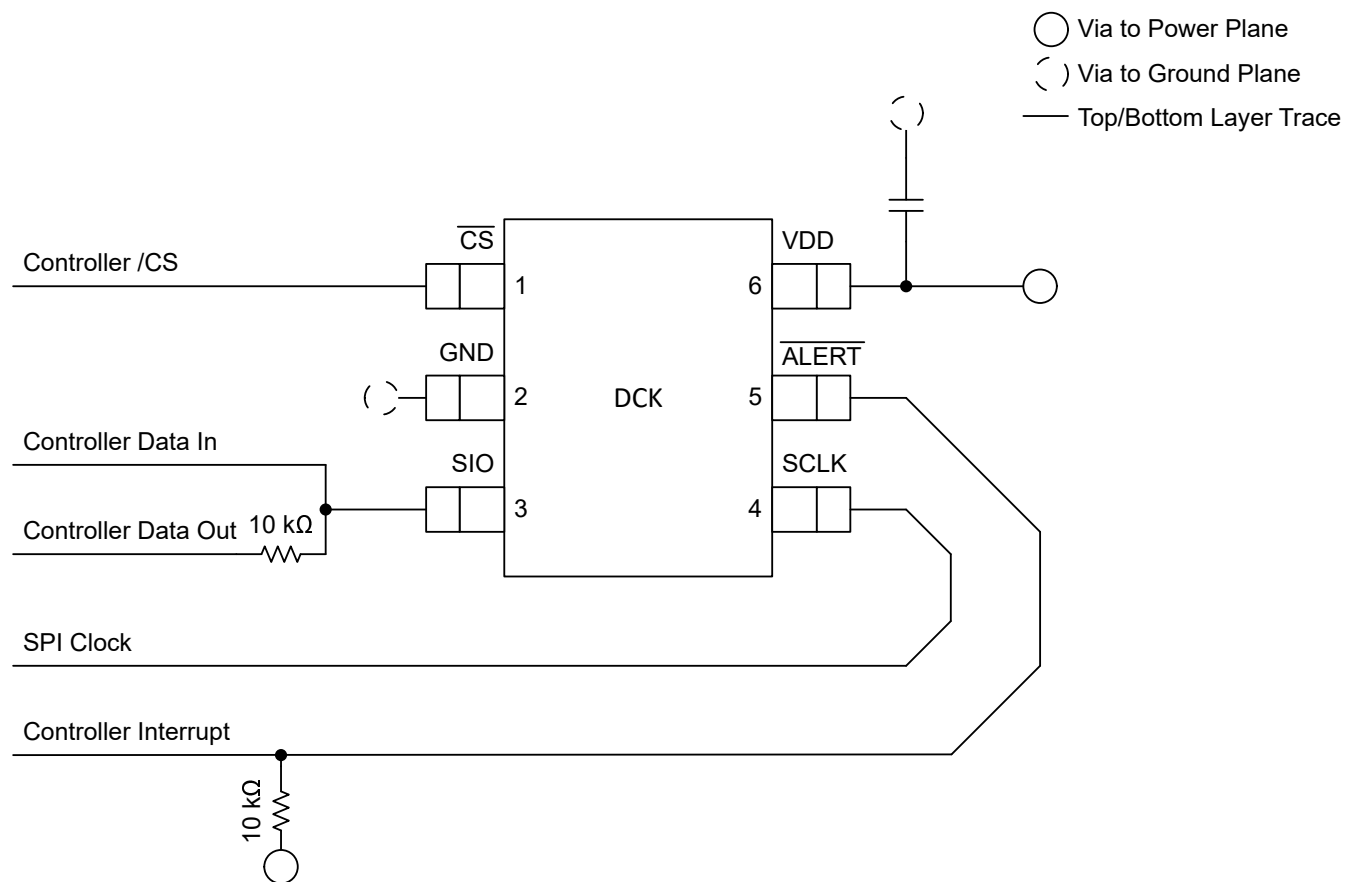 Via to Power Plane
Via to Ground Plane
Top/Bottom Layer Trace
C̅S̅
VDD
Controller /CS
1
6
GND
A̅L̅E̅R̅T̅
2
DCK
5
Controller Data In
SIO
SCLK
3
4
Controller Data Out
10 kΩ
SPI Clock
Controller Interrupt
10 kΩ